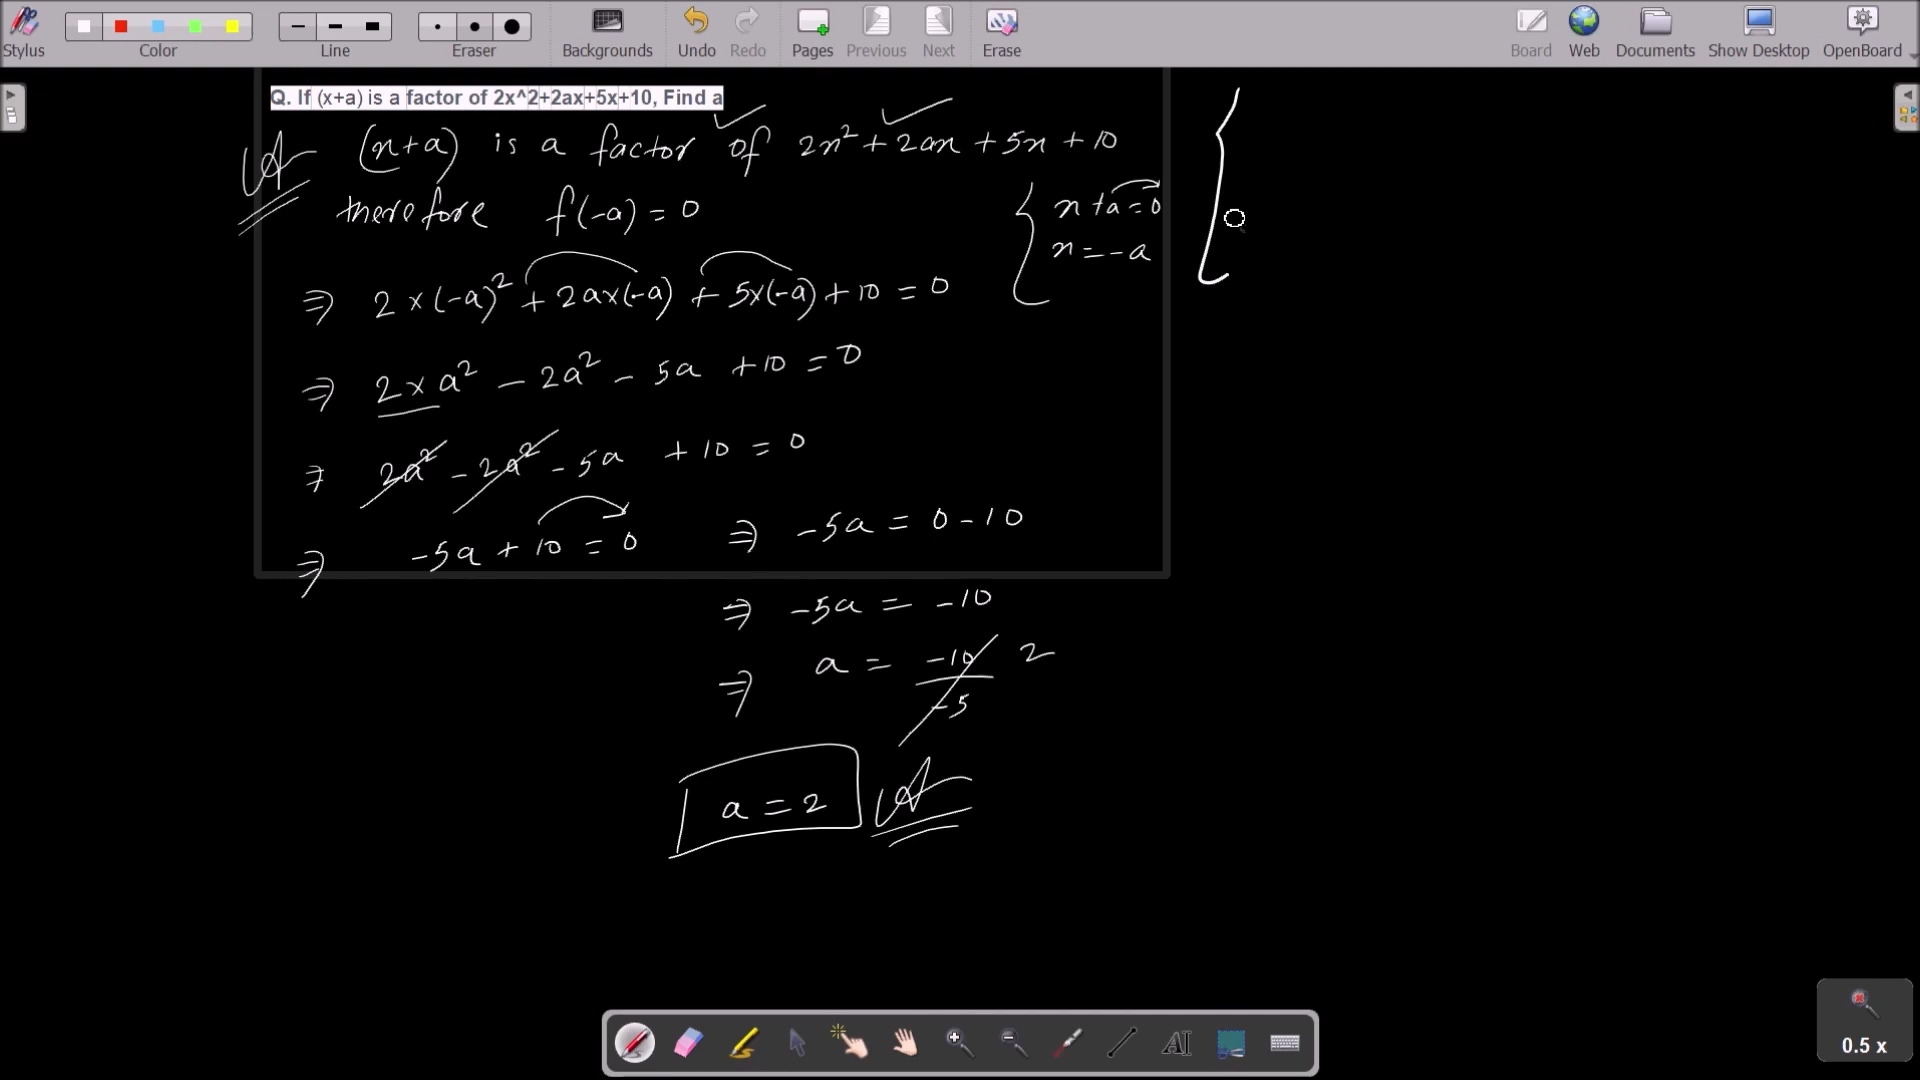 Stylus Color Line Eraser Backgrounds Undo Redo Pages Previous Next Erase Board Web Documents Show Desktop OpenBoard
Q. If (x+a) is a factor of 2x^2+2ax+5x+10, Find a
(x+a) is a factor of 2x² + 2ax + 5x + 10
therefore f(-a) = 0
x + a = 0
x = -a
⇒ 2 × (-a)² + 2a×(-a) + 5×(-a) + 10 = 0
⇒ 2 × a² - 2a² - 5a + 10 = 0
⇒ 2a² - 2a² - 5a + 10 = 0
⇒ -5a + 10 = 0 ⇒ -5a = 0 - 10
⇒ -5a = -10
⇒ a = -10/-5 2
a = 2
AI
0.5 x